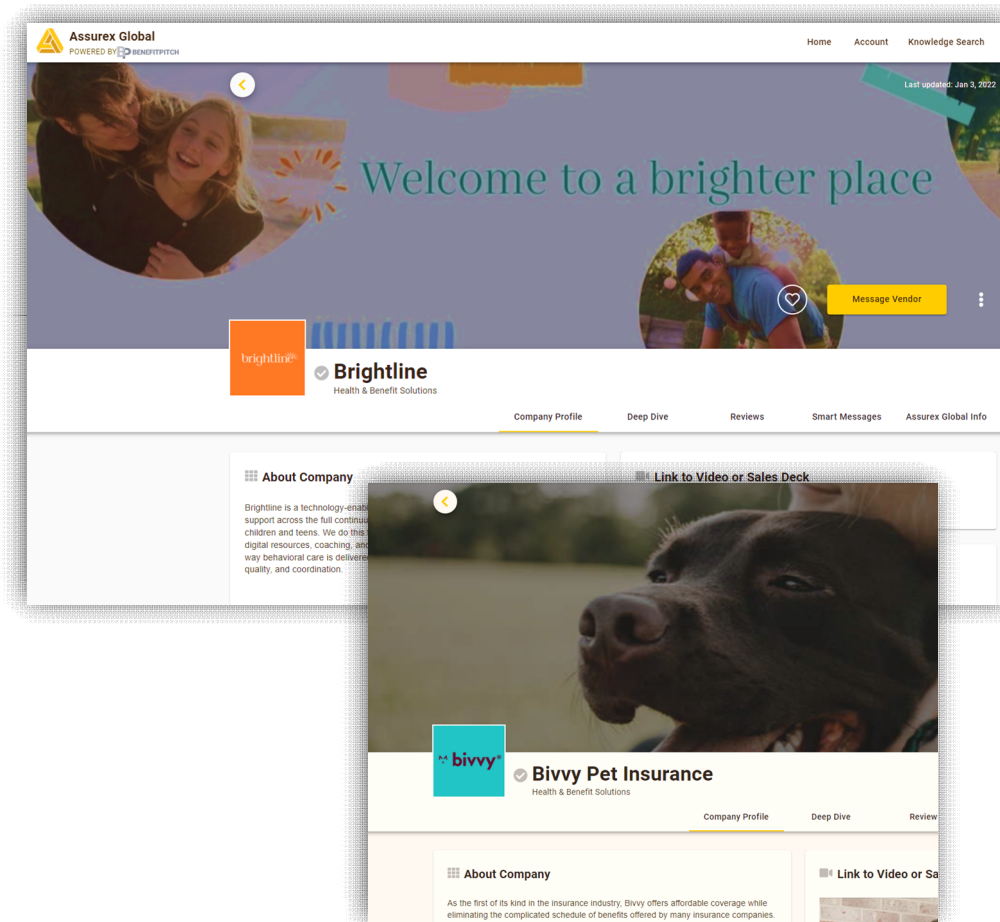 Assurex Global
POWERED BY BP BENEFITPITCH
Home
Account
Knowledge Search
Last updated: Jan 3, 2022
Welcome to a brighter place
Message Vendor
brightline
Brightline
Health & Benefit Solutions
Company Profile
Deep Dive
Reviews
Smart Messages
Assurex Global Info
About Company
Link to Video or Sales Deck
Brightline is a technology-enab
support across the full continuu
children and teens. We do this
digital resources, coaching, and
way behavioral care is delivere
quality, and coordination.
bivvy®
Bivvy Pet Insurance
Health & Benefit Solutions
Company Profile
Deep Dive
Review
About Company
Link to Video or Sa
As the first of its kind in the insurance industry, Bivvy offers affordable coverage while
eliminating the complicated schedule of benefits offered by many insurance companies.